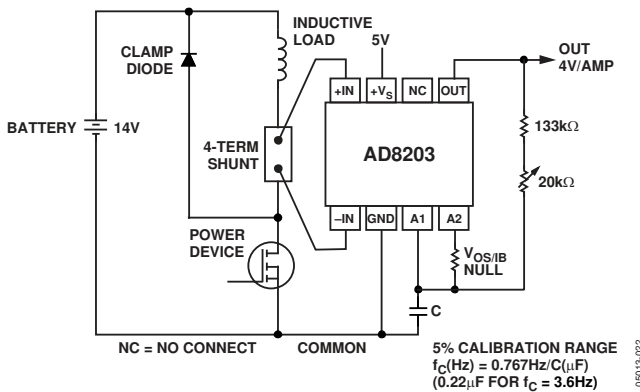 INDUCTIVE
LOAD
CLAMP
DIODE
5V
OUT
4V/AMP
+IN
+VS
NC
OUT
BATTERY
14V
4-TERM
SHUNT
AD8203
133kΩ
20kΩ
–IN
GND
A1
A2
POWER
DEVICE
VOS/IB
NULL
C
NC = NO CONNECT
COMMON
5% CALIBRATION RANGE
fC(Hz) = 0.767Hz/C(μF)
(0.22μF FOR fC = 3.6Hz)
05013-022